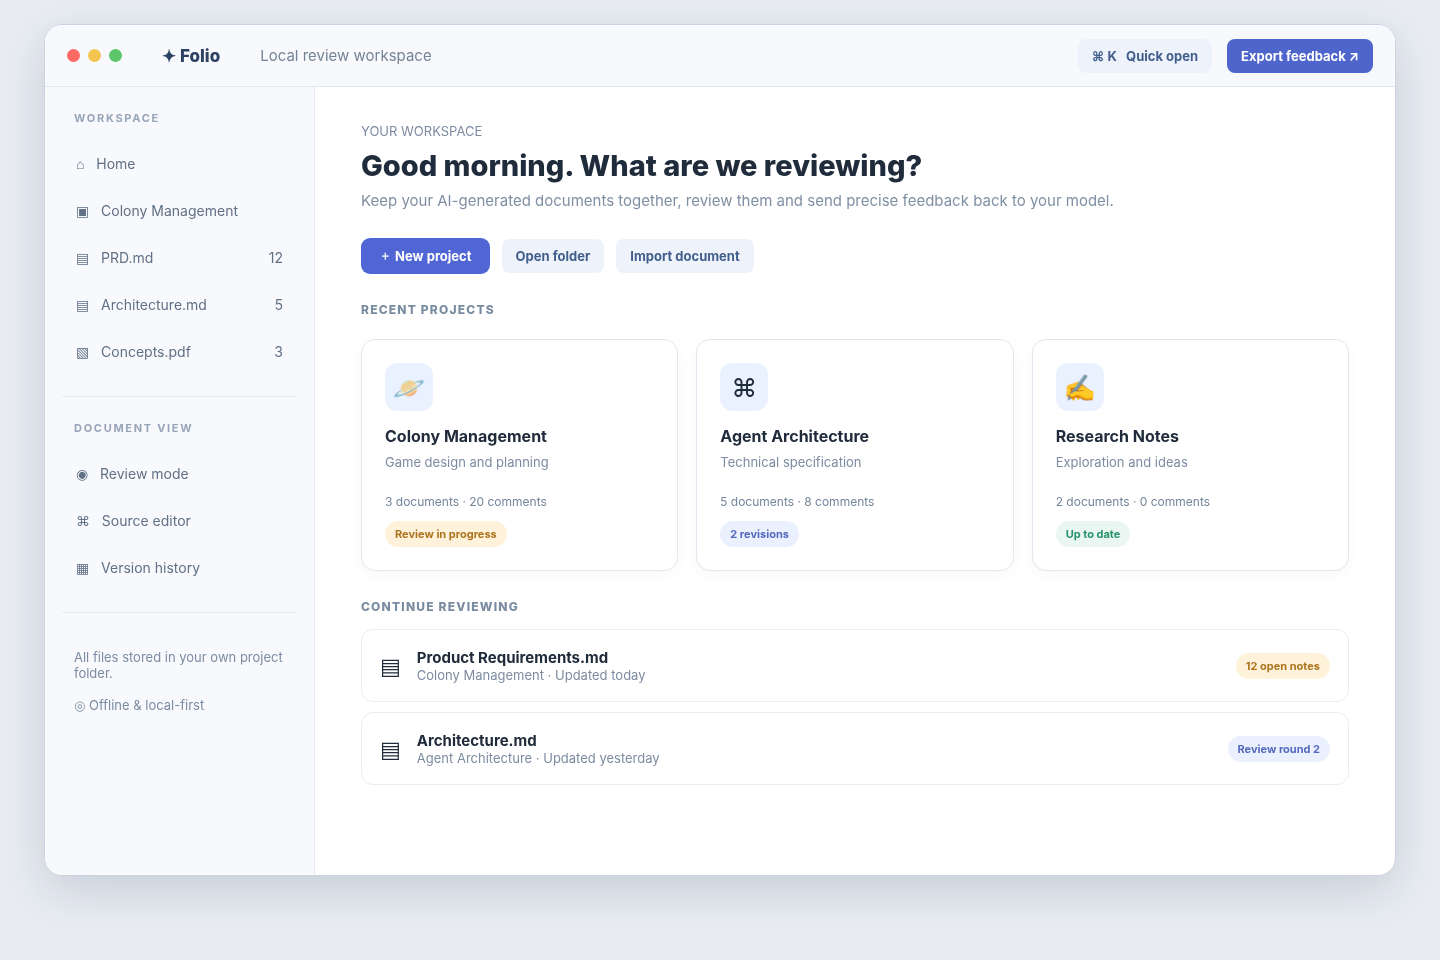 ✦ Folio
Local review workspace
⌘ K Quick open
Export feedback ↗
WORKSPACE
⌂ Home
▣ Colony Management
▤ PRD.md 12
▤ Architecture.md 5
▧ Concepts.pdf 3
DOCUMENT VIEW
◉ Review mode
⌘ Source editor
▦ Version history
All files stored in your own project
folder.
◎ Offline & local-first
YOUR WORKSPACE
Good morning. What are we reviewing?
Keep your AI-generated documents together, review them and send precise feedback back to your model.
+ New project
Open folder
Import document
RECENT PROJECTS
🪐
Colony Management
Game design and planning
3 documents · 20 comments
Review in progress
⌘
Agent Architecture
Technical specification
5 documents · 8 comments
2 revisions
✍️
Research Notes
Exploration and ideas
2 documents · 0 comments
Up to date
CONTINUE REVIEWING
▤ Product Requirements.md
Colony Management · Updated today
12 open notes
▤ Architecture.md
Agent Architecture · Updated yesterday
Review round 2